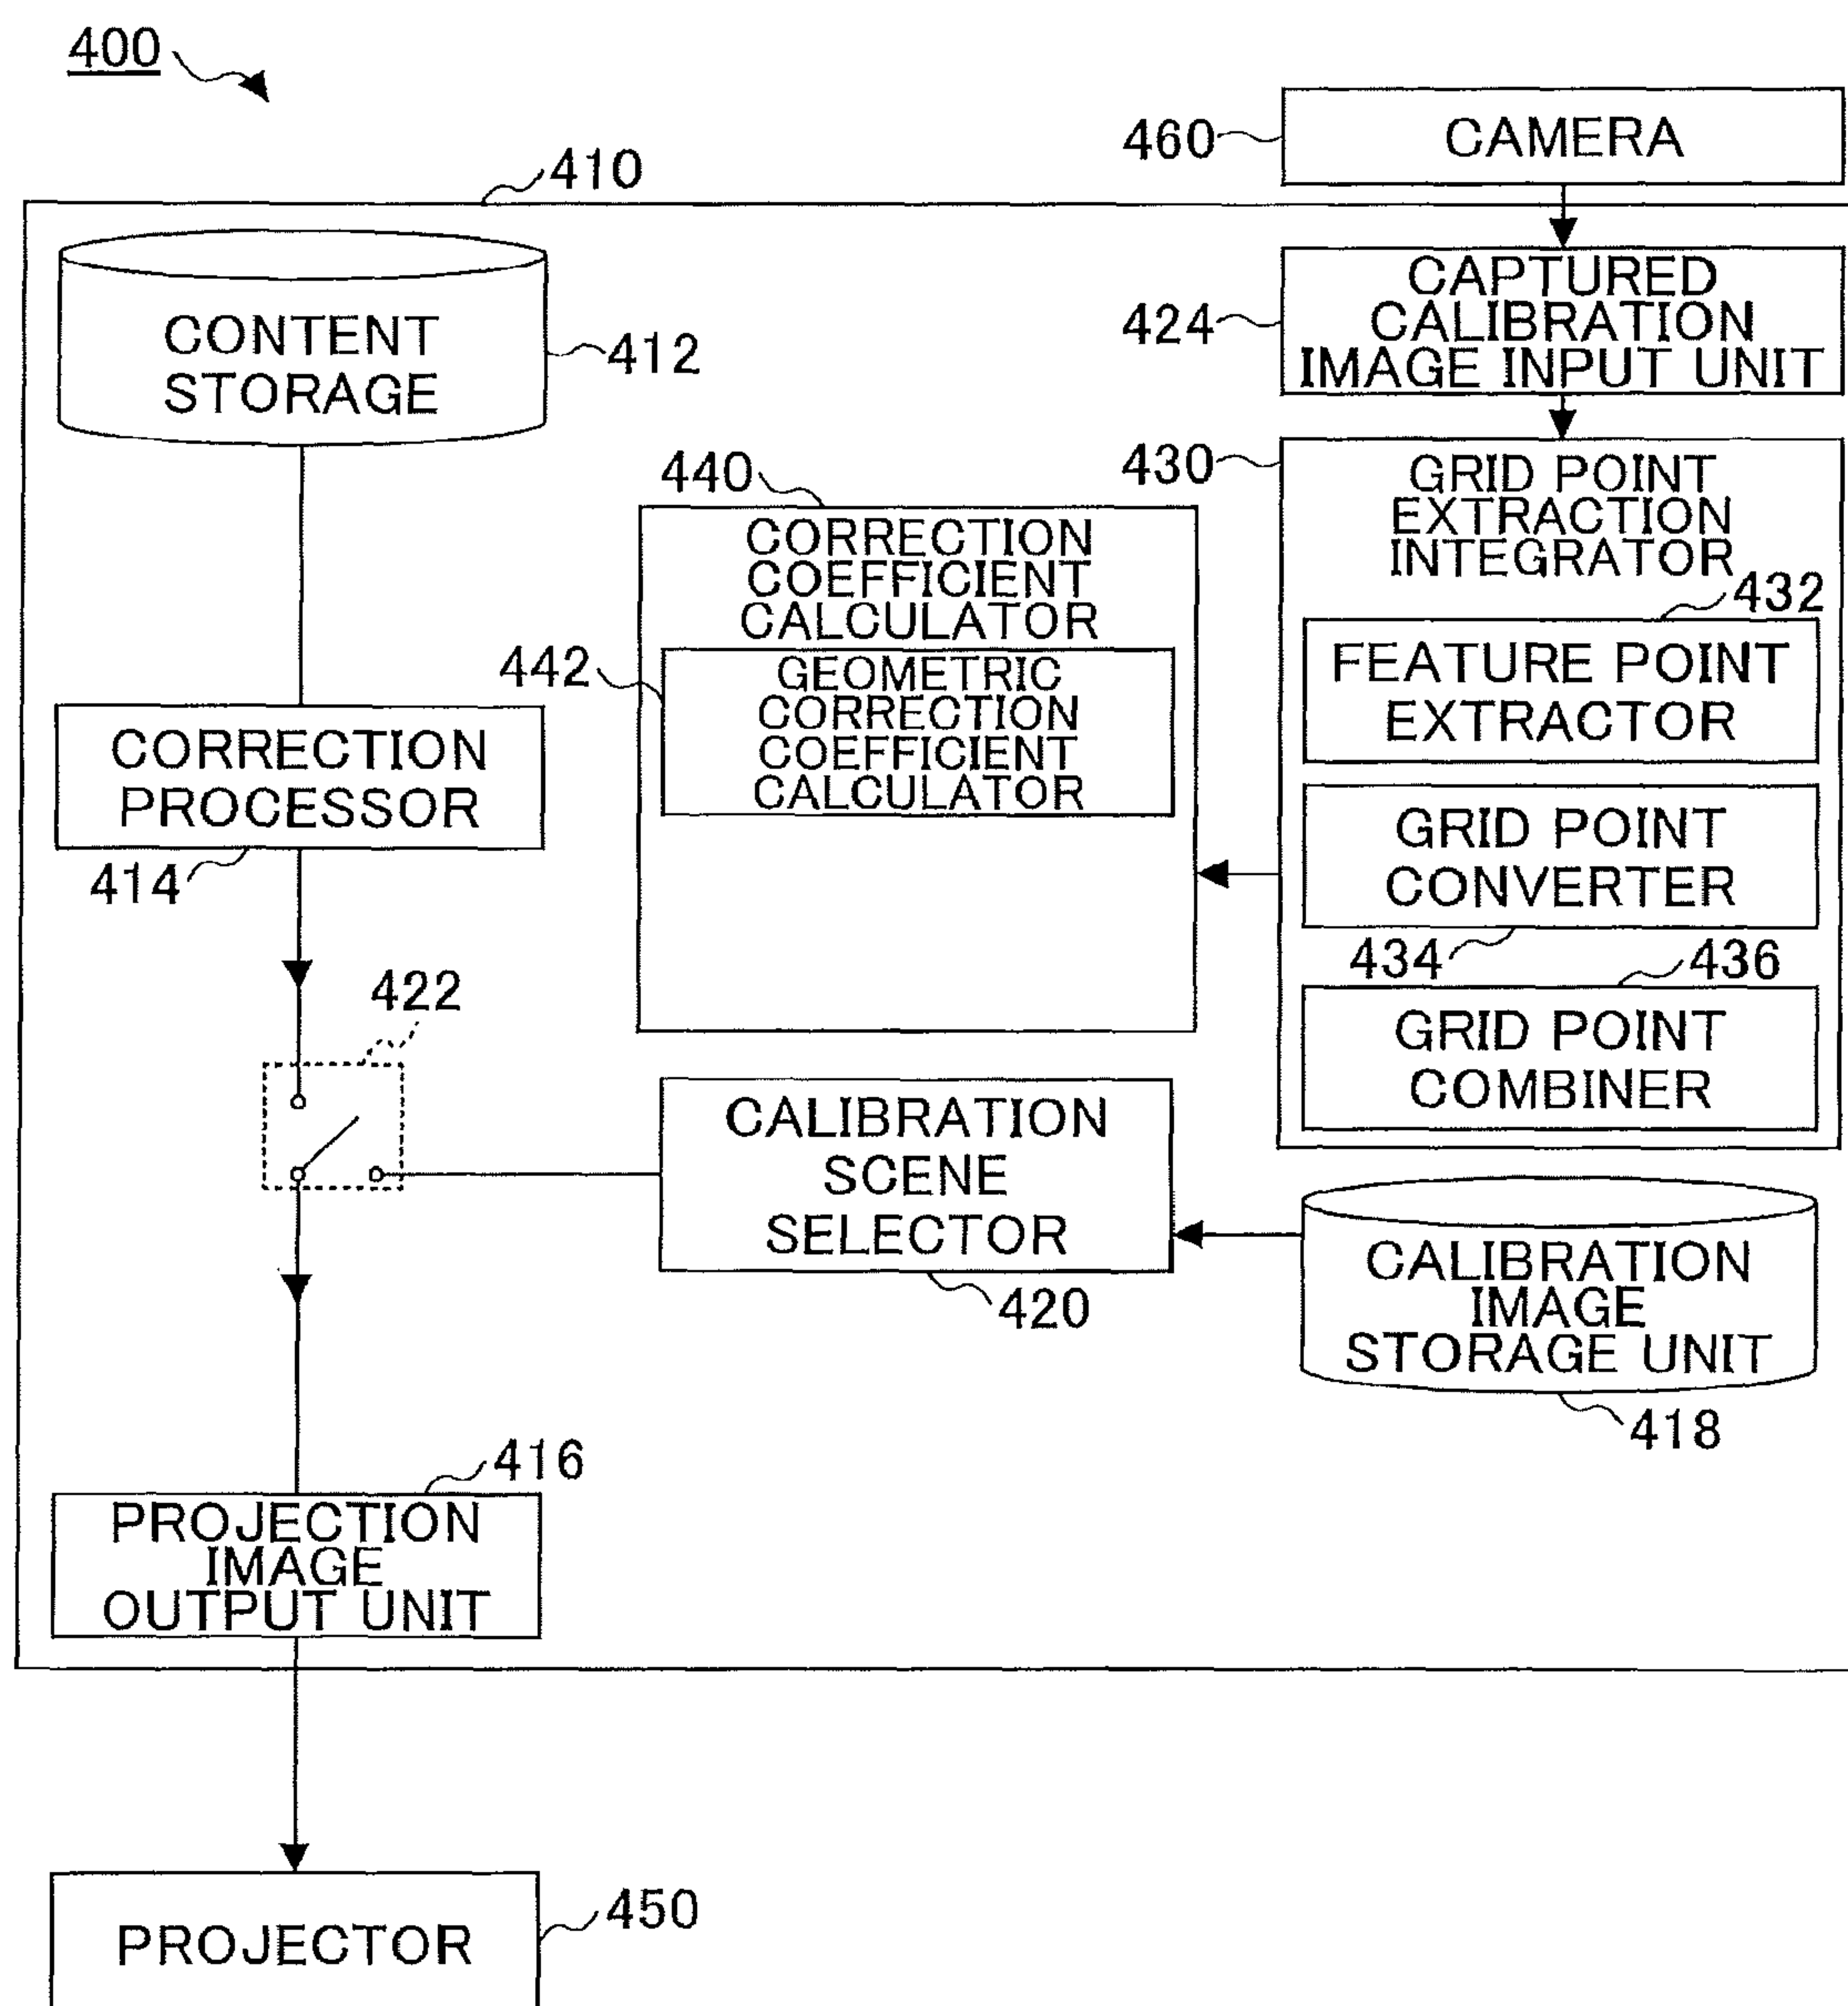 400
460
CAMERA
410
CONTENT
STORAGE
412
424
CAPTURED
CALIBRATION
IMAGE INPUT UNIT
430
GRID POINT
EXTRACTION
INTEGRATOR
432
FEATURE POINT
EXTRACTOR
GRID POINT
CONVERTER
434
436
GRID POINT
COMBINER
440
CORRECTION
COEFFICIENT
CALCULATOR
442
GEOMETRIC
CORRECTION
COEFFICIENT
CALCULATOR
CORRECTION
PROCESSOR
414
422
CALIBRATION
SCENE
SELECTOR
420
CALIBRATION
IMAGE
STORAGE UNIT
418
416
PROJECTION
IMAGE
OUTPUT UNIT
PROJECTOR
450